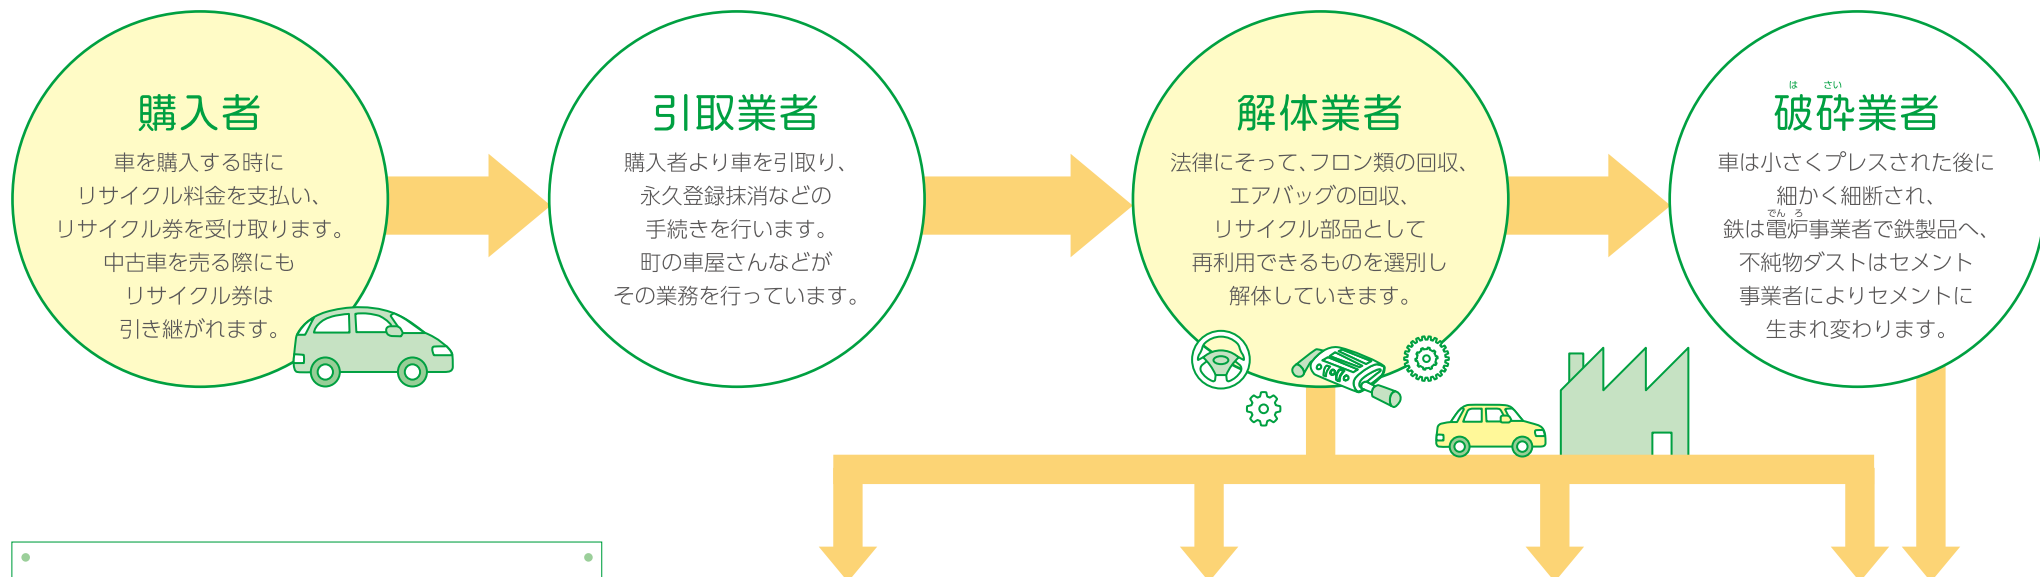 購入者
車を購入する時に
リサイクル料金を支払い、
リサイクル券を受け取ります。
中古車を売る際にも
リサイクル券は
引き継がれます。
引取業者
購入者より車を引取り、
永久登録抹消などの
手続きを行います。
町の車屋さんなどが
その業務を行っています。
解体業者
法律にそって、フロン類の回収、
エアバッグの回収、
リサイクル部品として
再利用できるものを選別し
解体していきます。
は さい
破砕業者
車は小さくプレスされた後に
細かく細断され、
でん ろ
鉄は電炉事業者で鉄製品へ、
不純物ダストはセメント
事業者によりセメントに
生まれ変わります。